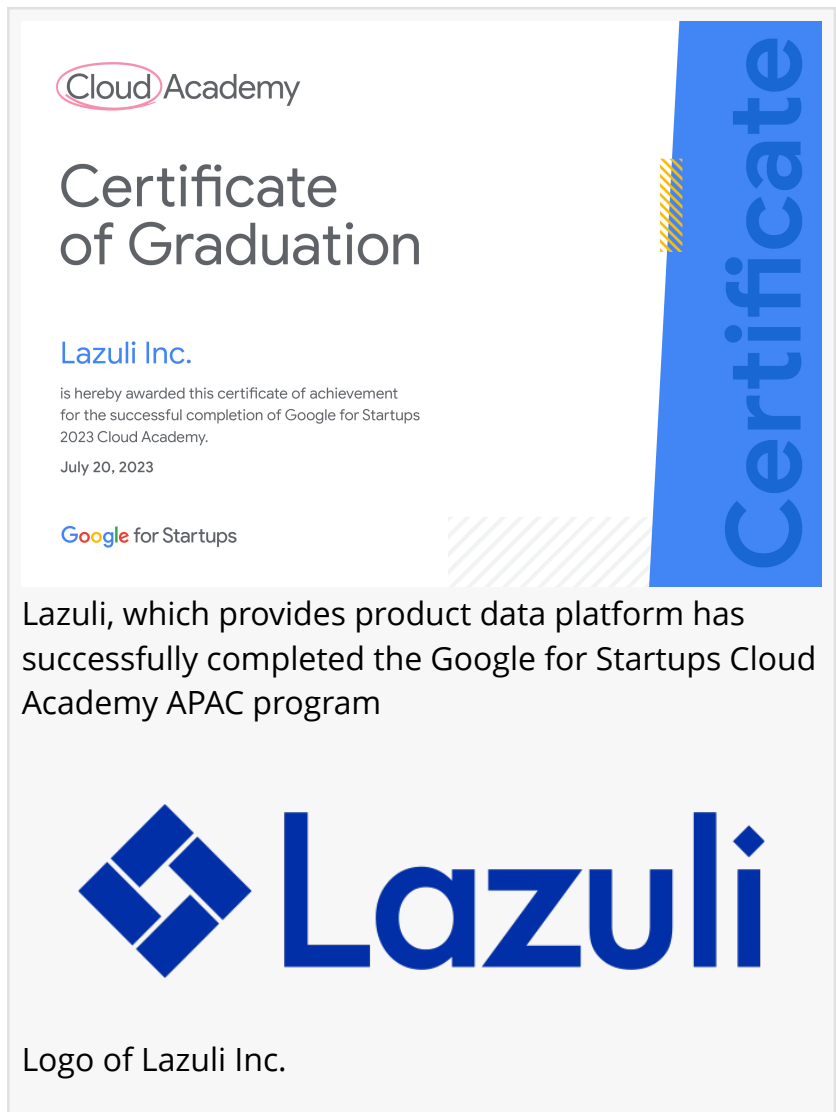 Cloud Academy
Certificate
of Graduation
Lazuli Inc.
is hereby awarded this certificate of achievement
for the successful completion of Google for Startups
2023 Cloud Academy.
July 20, 2023
Google for Startups
Certificate
Lazuli, which provides product data platform has
successfully completed the Google for Startups Cloud
Academy APAC program
Lazuli
Logo of Lazuli Inc.